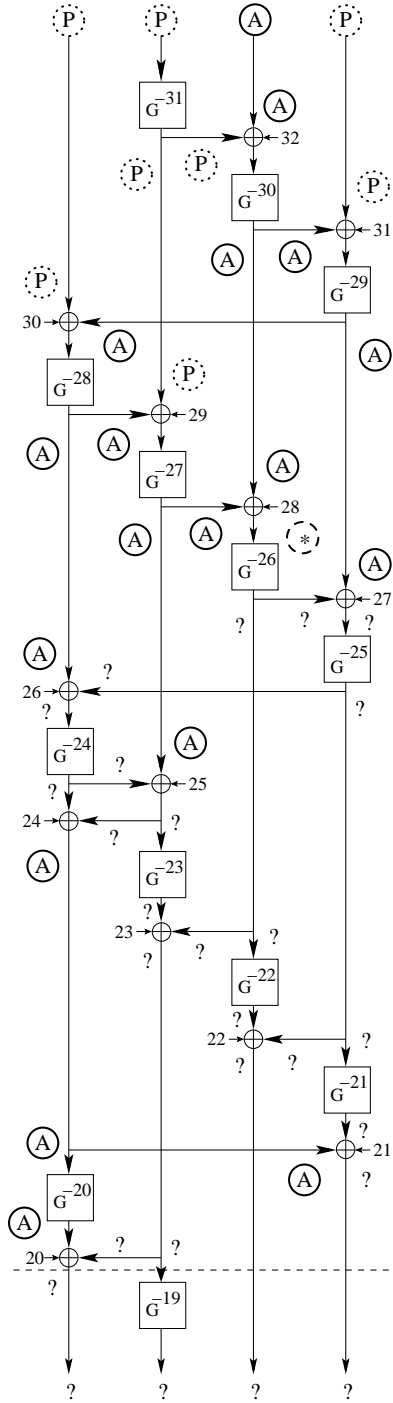 P P A P
G⁻³¹
A
32
P P
G⁻³⁰
P
31
A A
G⁻²⁹
P
30
A
A
G⁻²⁸
P
29
A A
G⁻²⁷
A
28
A A
*
G⁻²⁶
A
27
? ? ?
G⁻²⁵
A ?
26
? ?
G⁻²⁴
A
? ?
25
24
? ?
A
G⁻²³
?
23
?
? ?
G⁻²²
?
22
?
? ?
G⁻²¹
?
A
21
A ?
G⁻²⁰
A
? ?
20
?
G⁻¹⁹
? ? ? ?